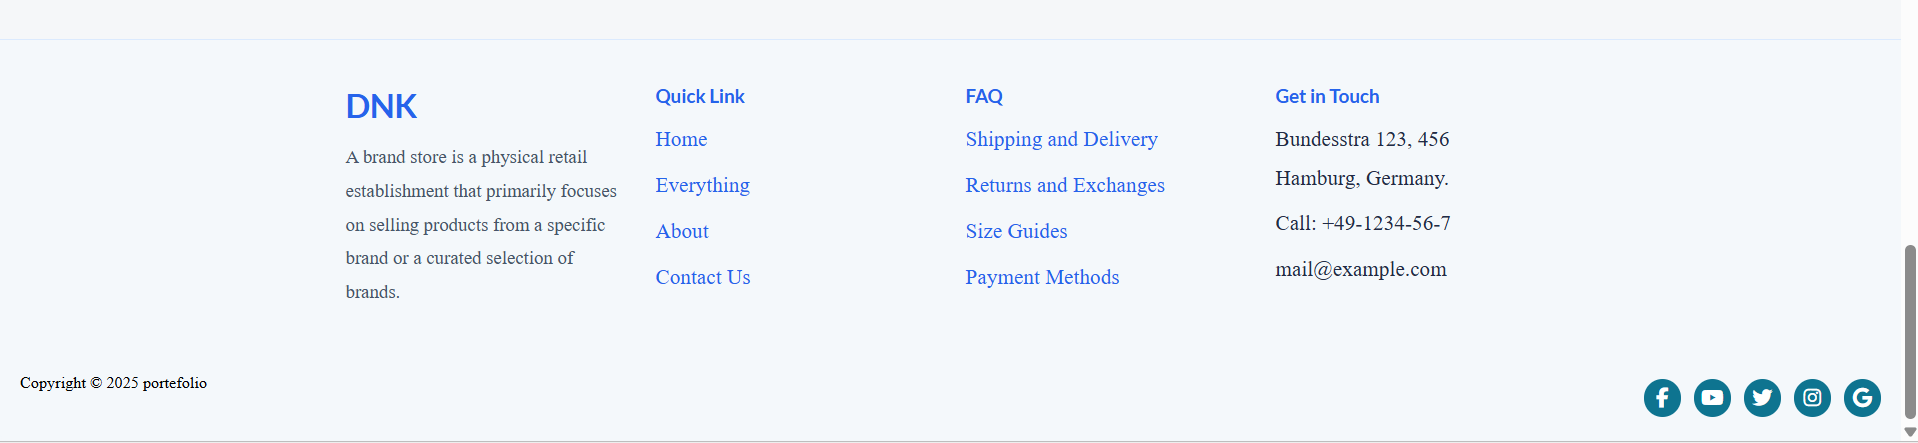 DNK
A brand store is a physical retail
establishment that primarily focuses
on selling products from a specific
brand or a curated selection of
brands.
Quick Link
Home
Everything
About
Contact Us
FAQ
Shipping and Delivery
Returns and Exchanges
Size Guides
Payment Methods
Get in Touch
Bundesstra 123, 456
Hamburg, Germany.
Call: +49-1234-56-7
mail@example.com
Copyright © 2025 portefolio